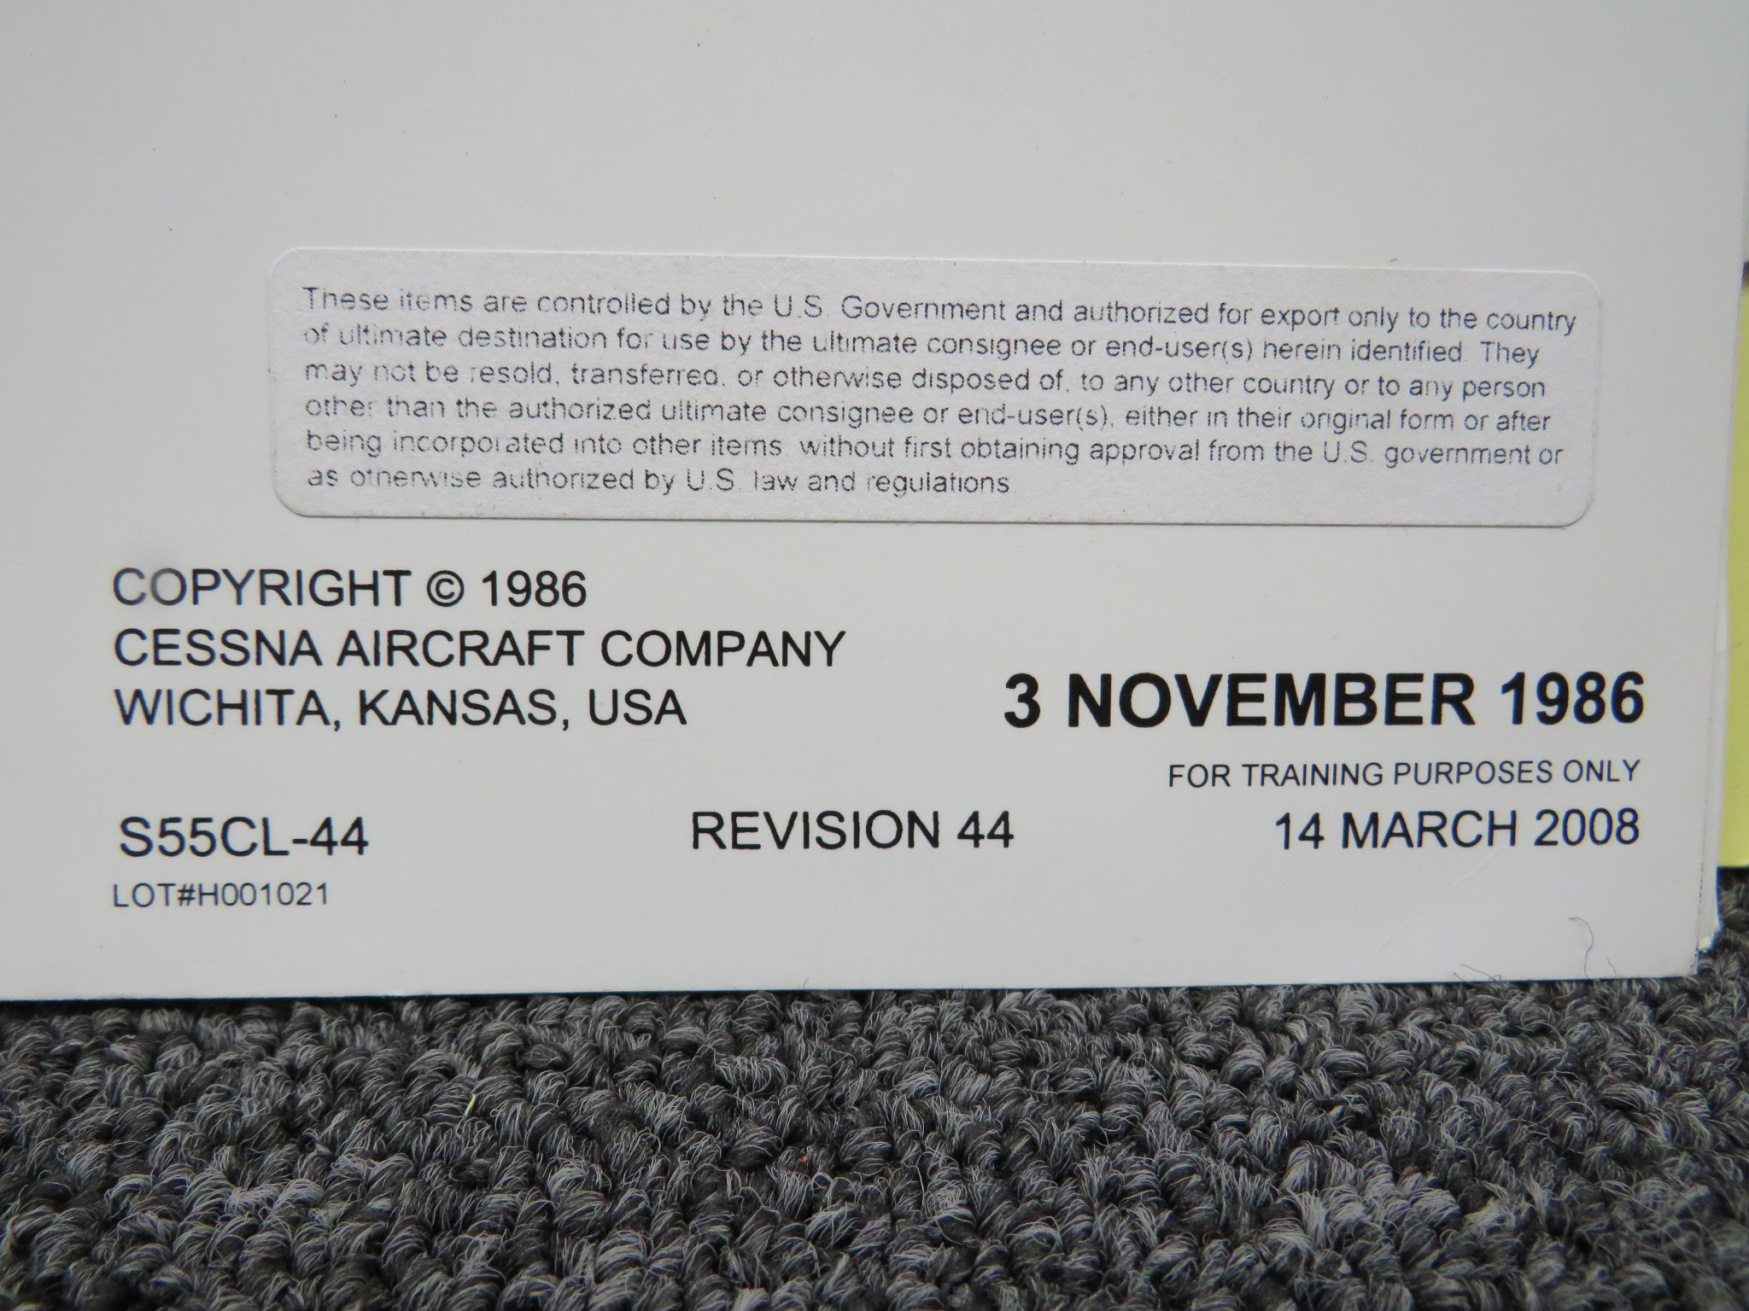 These items are controlled by the U.S. Government and authorized for export only to the country
of ultimate destination for use by the ultimate consignee or end-user(s) herein identified. They
may not be resold, transferred, or otherwise disposed of, to any other country or to any person
other than the authorized ultimate consignee or end-user(s), either in their original form or after
being incorporated into other items, without first obtaining approval from the U.S. government or
as otherwise authorized by U.S. law and regulations.
COPYRIGHT © 1986
CESSNA AIRCRAFT COMPANY
WICHITA, KANSAS, USA
3 NOVEMBER 1986
FOR TRAINING PURPOSES ONLY
S55CL-44 REVISION 44 14 MARCH 2008
LOT#H001021